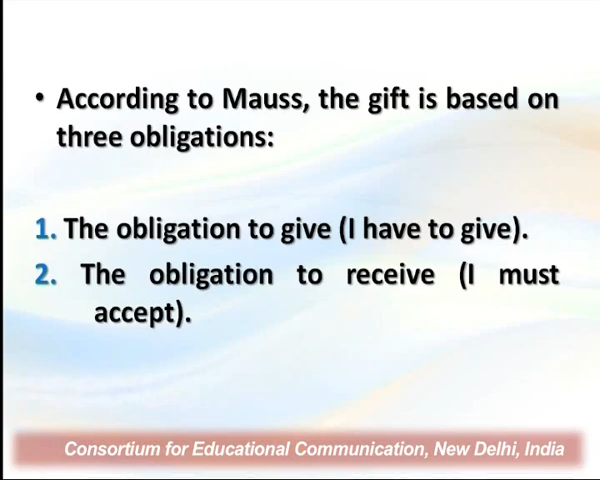 • According to Mauss, the gift is based on
three obligations:
1. The obligation to give (I have to give).
2. The obligation to receive (I must
accept).
Consortium for Educational Communication, New Delhi, India